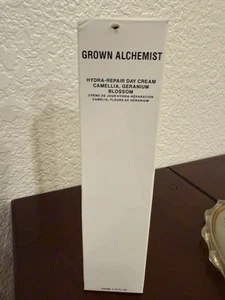 GROWN ALCHEMIST
HYDRA-REPAIR DAY CREAM
CAMELLIA, GERANIUM
BLOSSOM
CRÈME DE JOUR HYDRA-RÉPARATION
CAMÉLIA, FLEURS DE GÉRANIUM